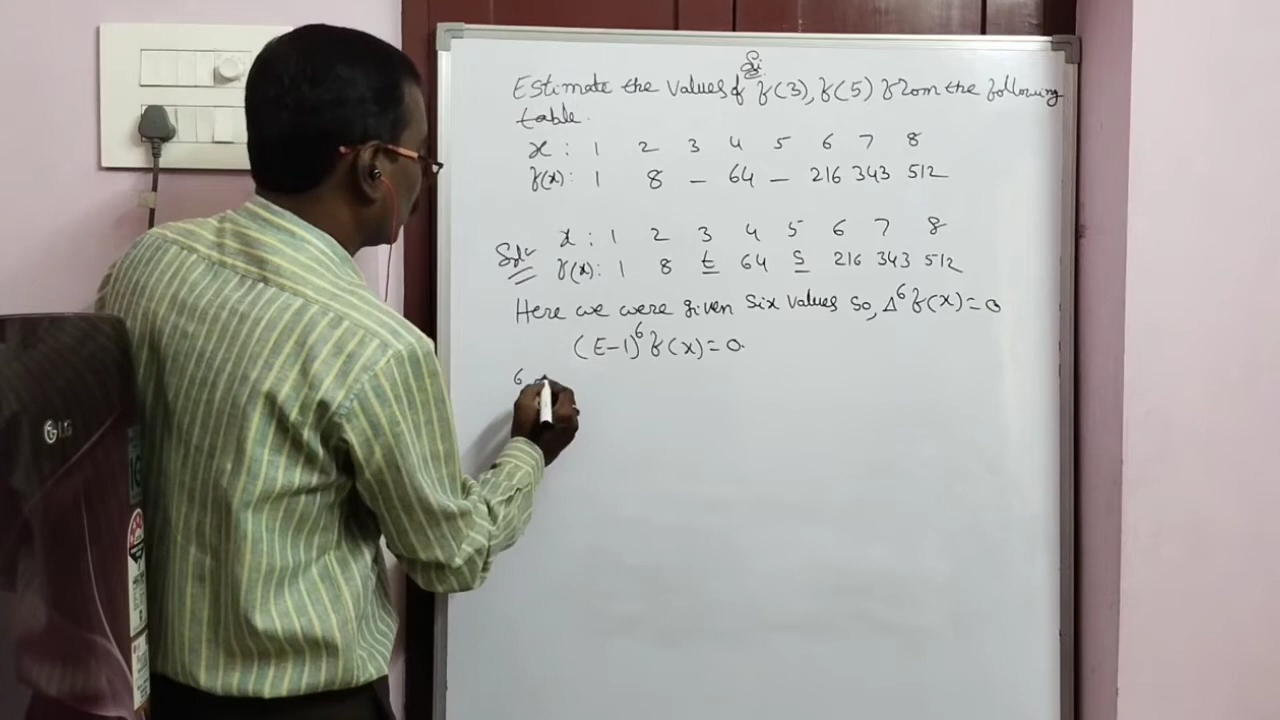 Sri
Estimate the values of f(3), f(5) from the following
table.
x : 1 2 3 4 5 6 7 8
f(x): 1 8 – 64 – 216 343 512
x : 1 2 3 4 5 6 7 8
Sol: f(x): 1 8 t 64 s 216 343 512
Here we were given six values so, Δ⁶f(x)=0
(E-1)⁶ f(x)=0.
6
LG